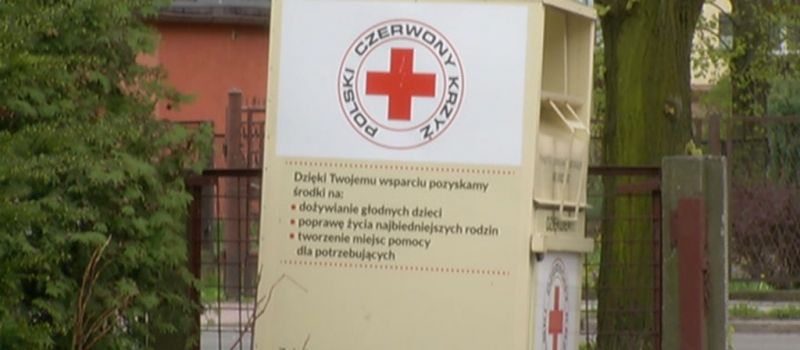 POLSKI CZERWONY KRZYŻ
Dzięki Twojemu wsparciu pozyskamy
środki na:
dożywianie głodnych dzieci
poprawę życia najbiedniejszych rodzin
tworzenie miejsc pomocy
dla potrzebujących